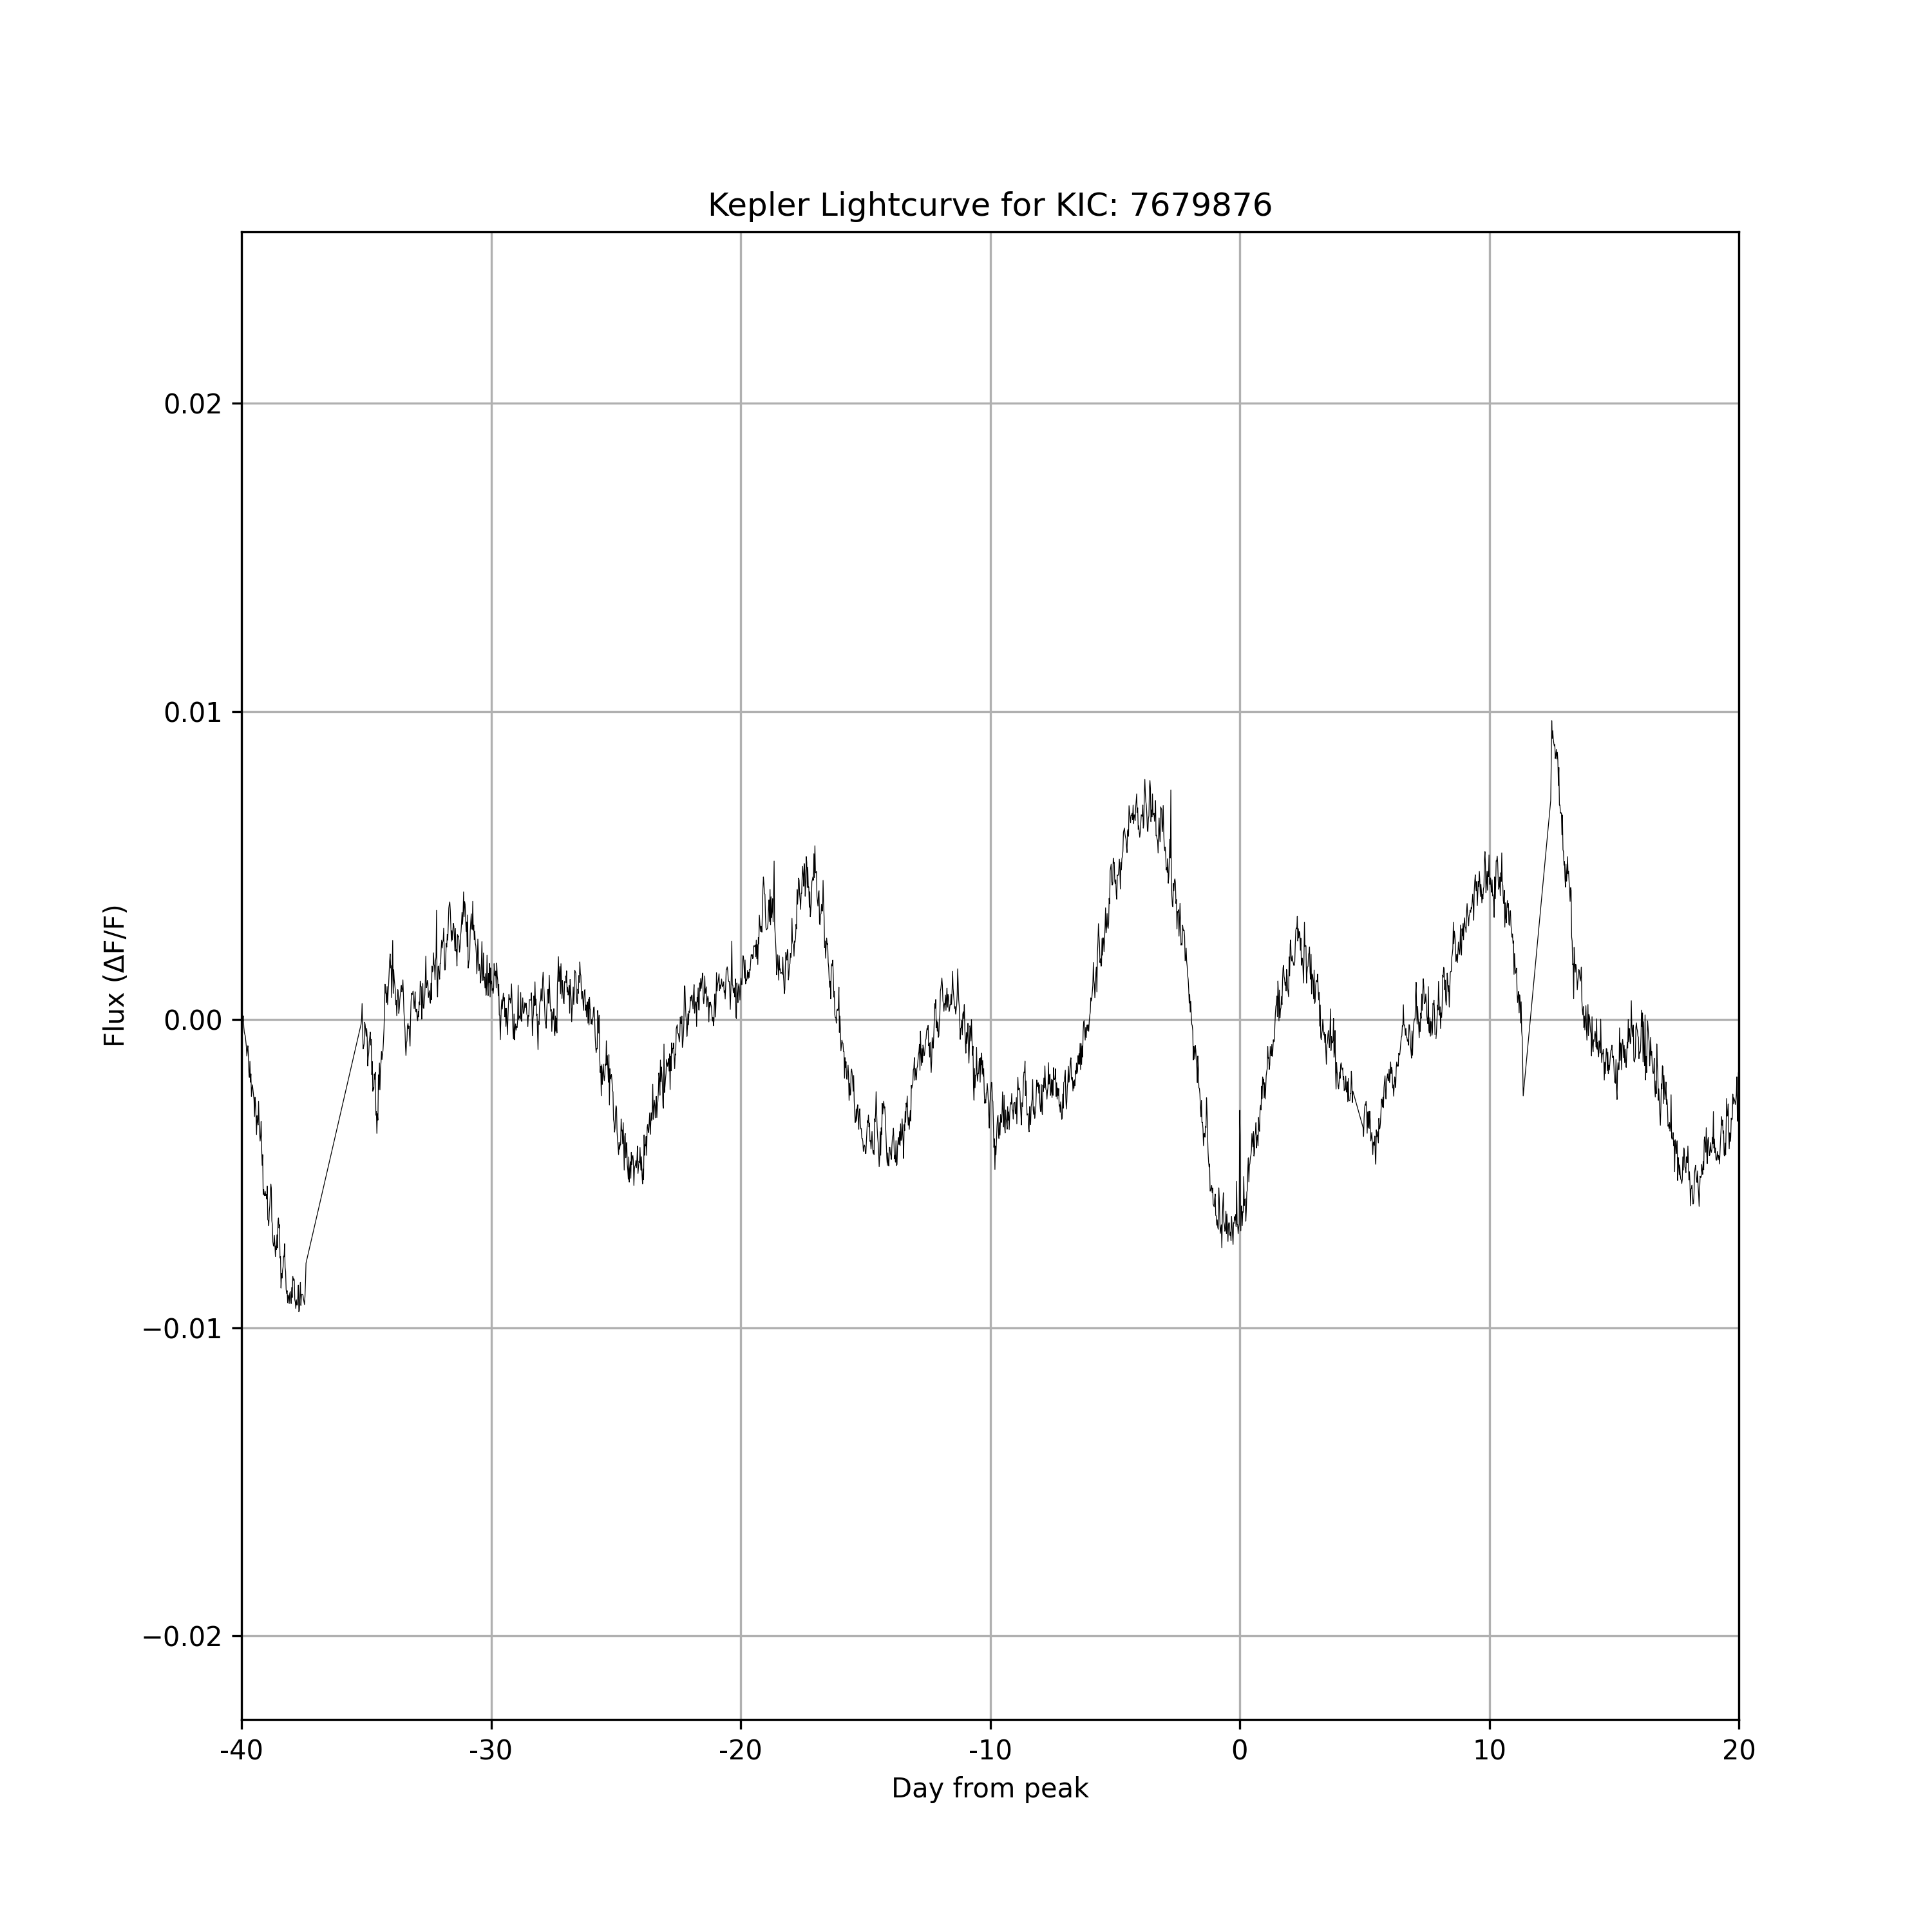 Kepler Lightcurve for KIC: 7679876
Flux (ΔF/F)
0.02
0.01
0.00
−0.01
−0.02
-40 -30 -20 -10 0 10 20
Day from peak